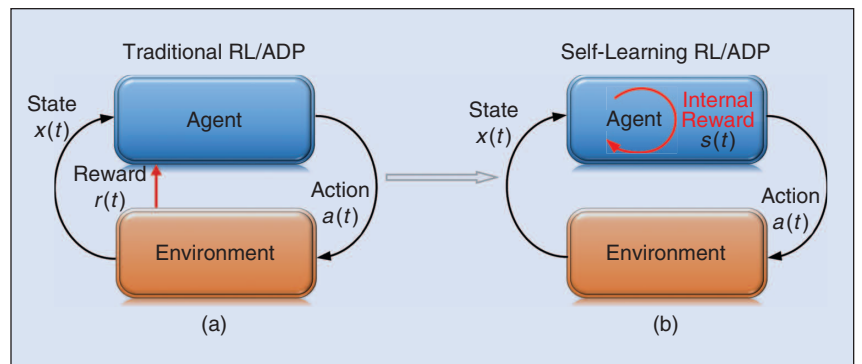 Traditional RL/ADP
State
x(t)
Agent
Reward
r(t)
Action
a(t)
Environment
(a)
Self-Learning RL/ADP
State
x(t)
Agent
Internal
Reward
s(t)
Action
a(t)
Environment
(b)